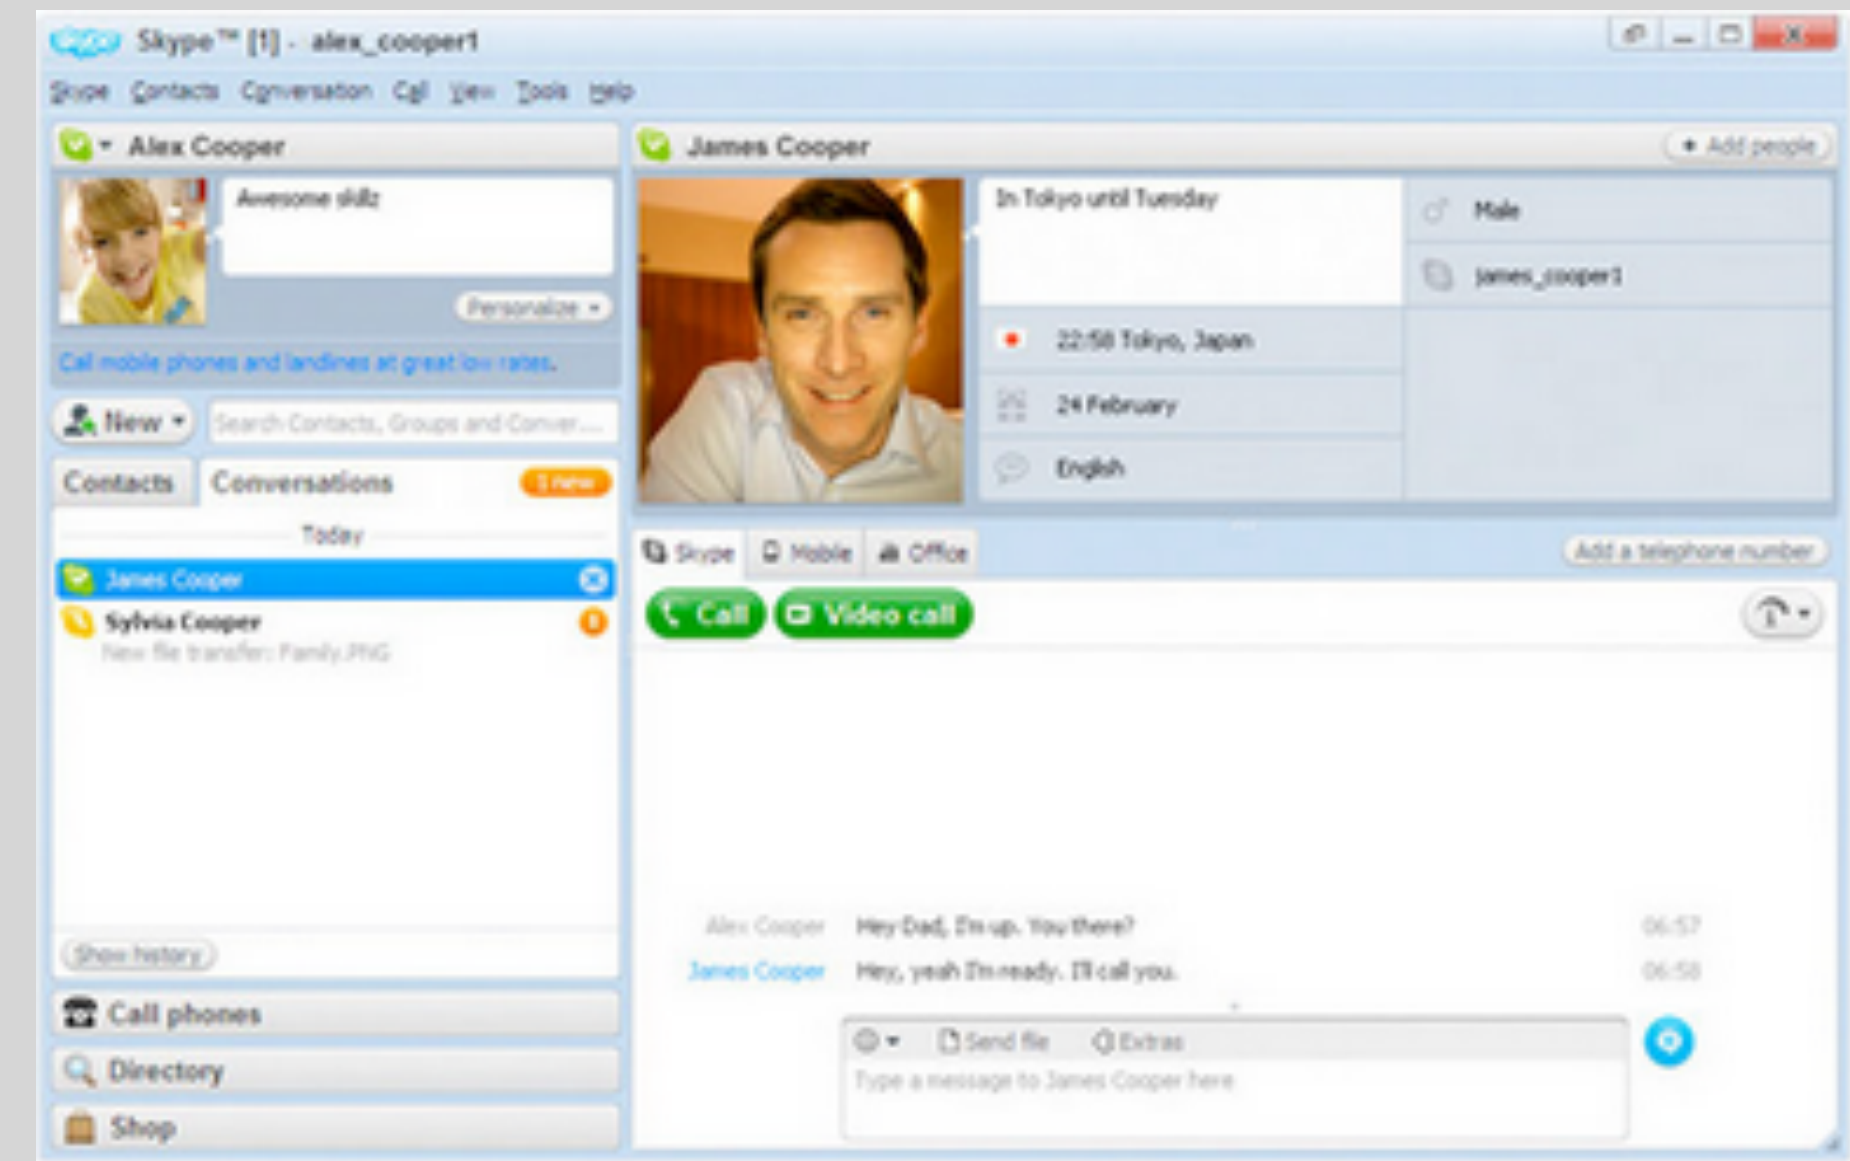 Skype™ [1] - alex_cooper1
Skype Contacts Conversation Call View Tools Help
Alex Cooper
Awesome skillz
Personalize
Call mobile phones and landlines at great low rates.
New
Search Contacts, Groups and Conver....
Contacts Conversations 1 new
Today
James Cooper
Sylvia Cooper
New file transfer: Family.PNG
Show history
Call phones
Directory
Shop
James Cooper
+ Add people
In Tokyo until Tuesday
Male
james_cooper1
22:58 Tokyo, Japan
24 February
English
Skype Mobile Office
Add a telephone number
Call Video call
Alex Cooper Hey Dad, I'm up. You there? 06:57
James Cooper Hey, yeah I'm ready. I'll call you. 06:58
Send file Extras
Type a message to James Cooper here